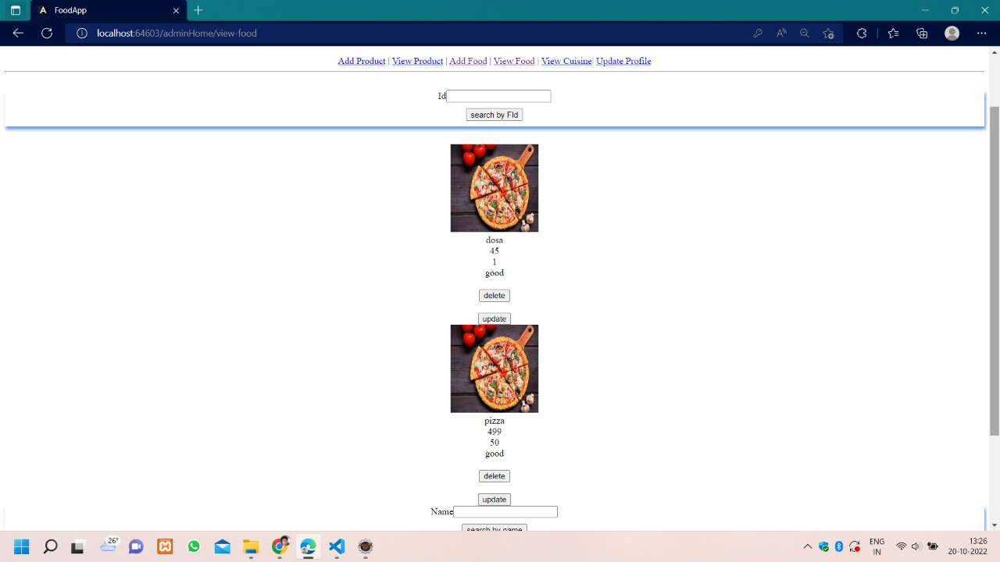 FoodApp
localhost:64603/adminHome/view-food
Add Product | View Product | Add Food | View Food | View Cuisine| Update Profile
Id
search by FId
dosa
45
1
good
delete
update
pizza
499
50
good
delete
update
Name
search by name
26°
ENG
IN
13:26
20-10-2022